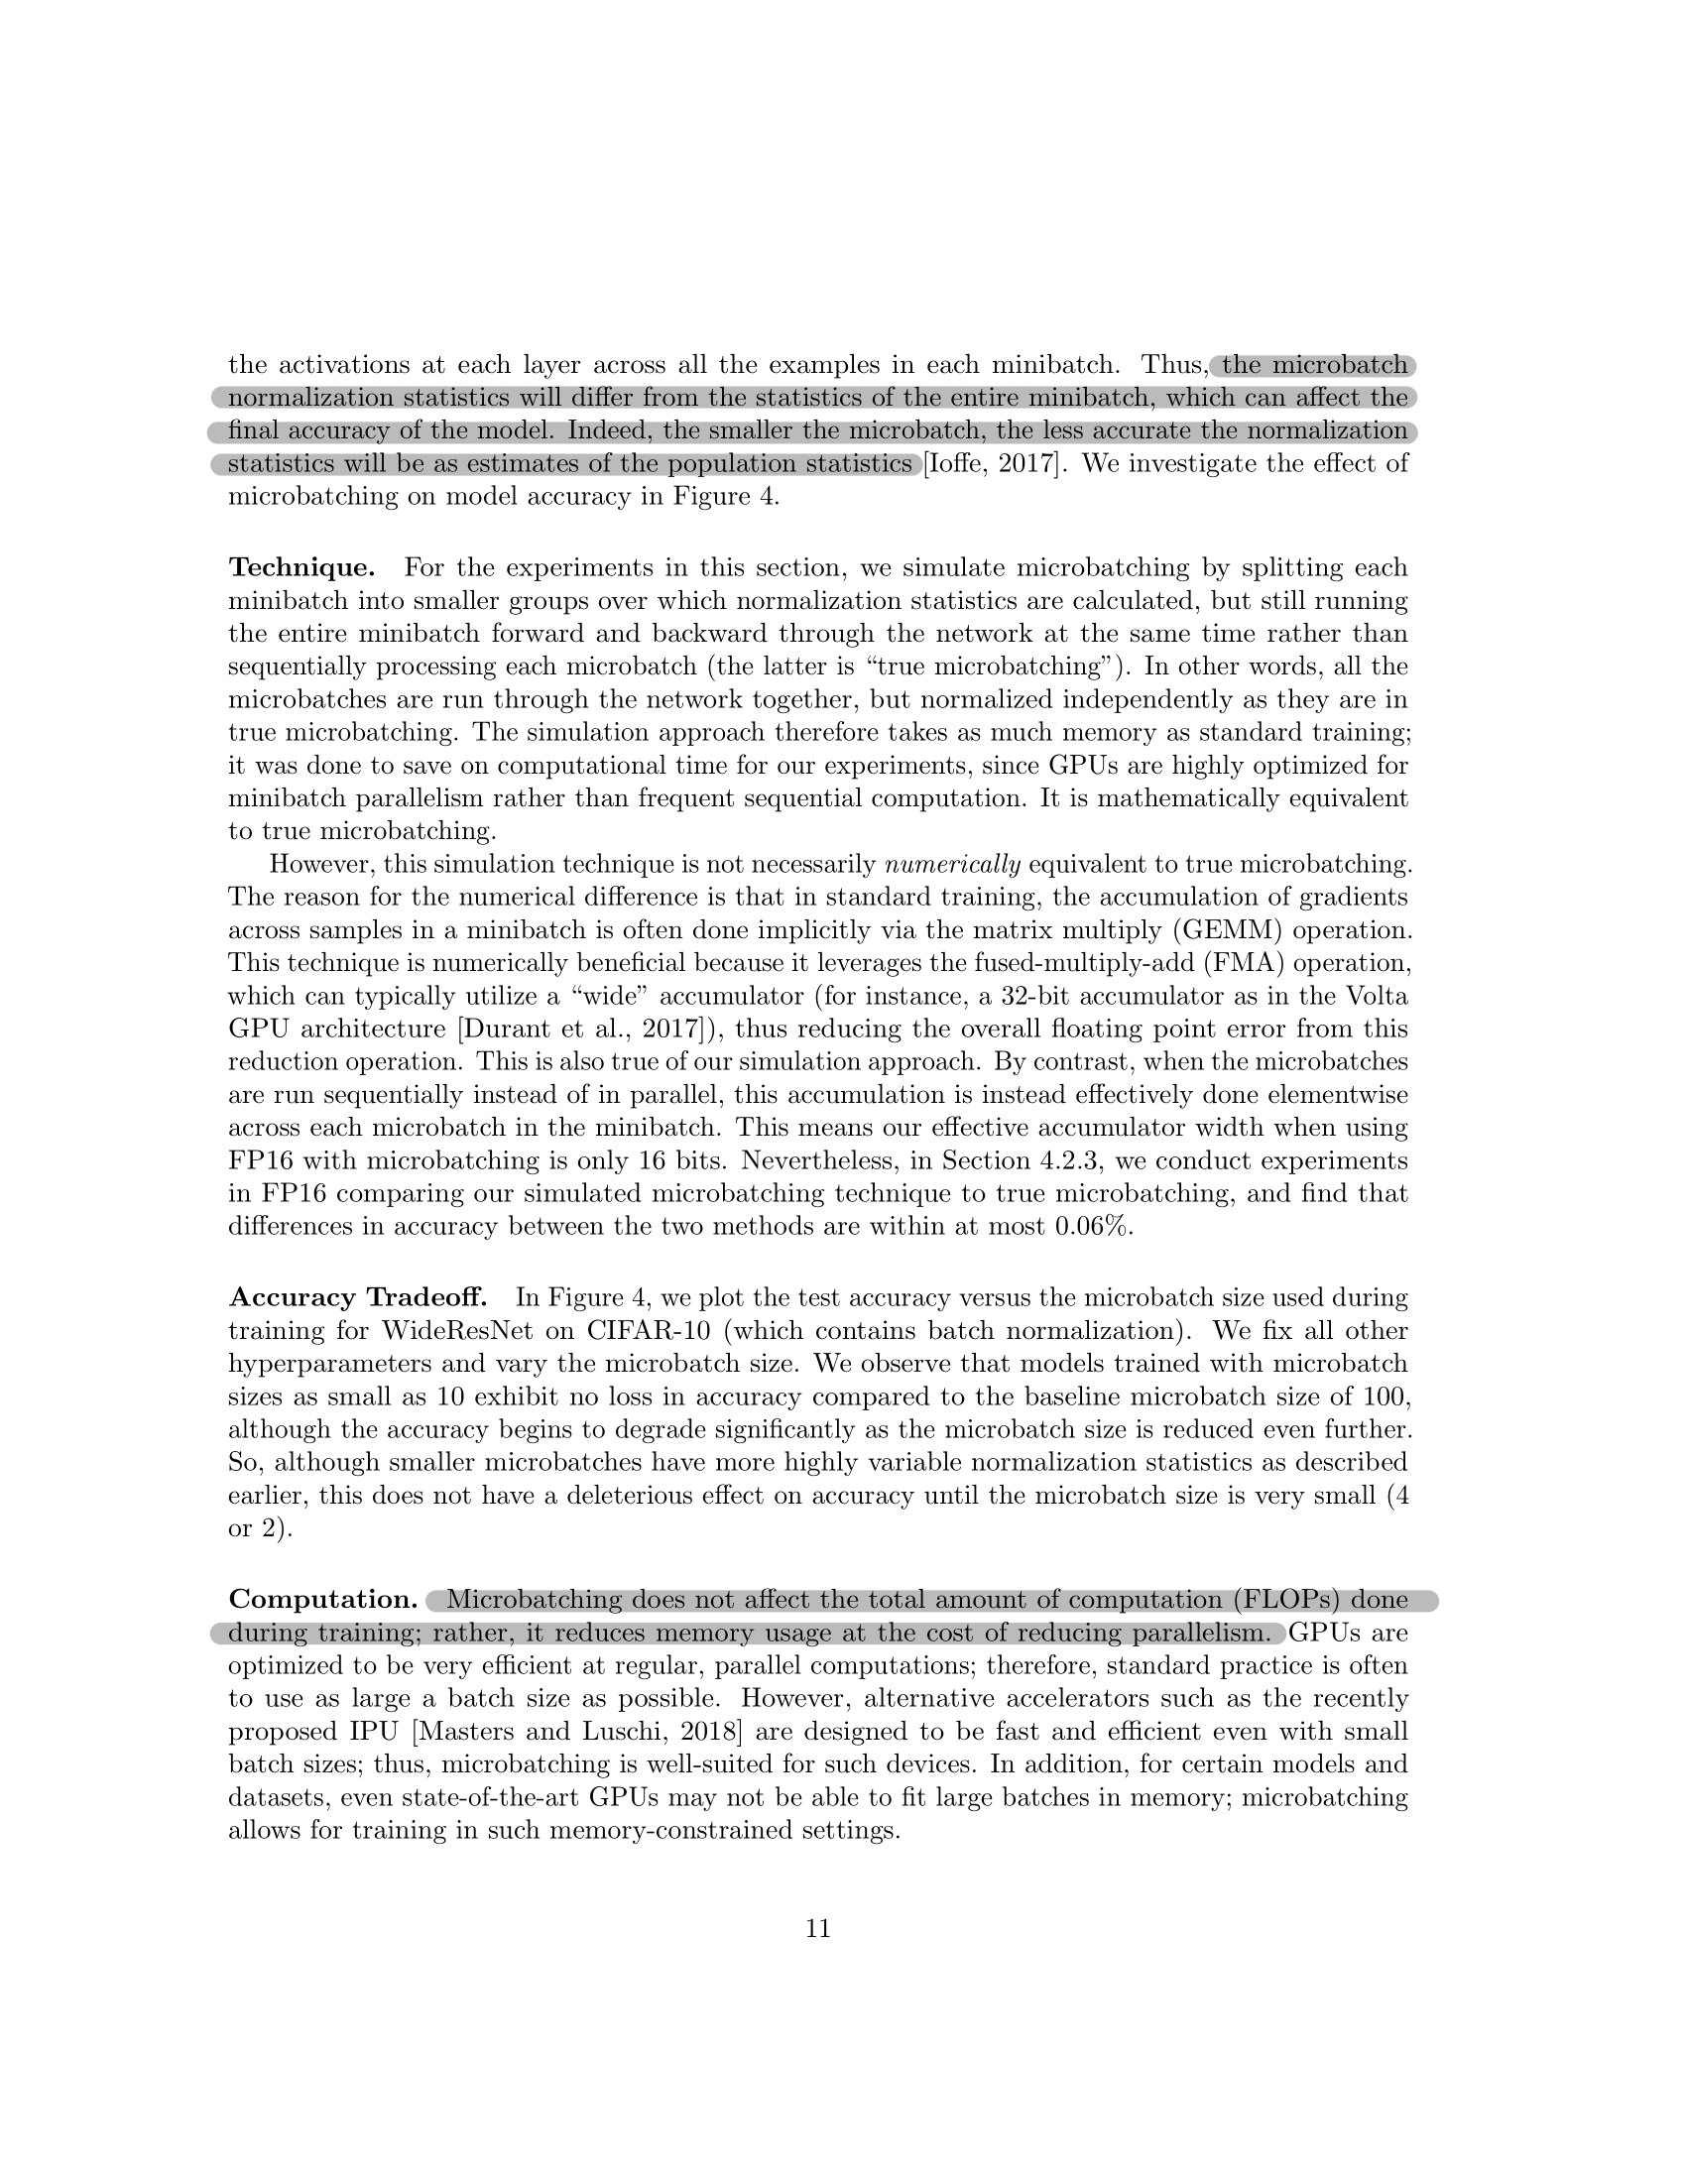 the activations at each layer across all the examples in each minibatch. Thus, the microbatch
normalization statistics will differ from the statistics of the entire minibatch, which can affect the
final accuracy of the model. Indeed, the smaller the microbatch, the less accurate the normalization
statistics will be as estimates of the population statistics [Ioffe, 2017]. We investigate the effect of
microbatching on model accuracy in Figure 4.
Technique. For the experiments in this section, we simulate microbatching by splitting each
minibatch into smaller groups over which normalization statistics are calculated, but still running
the entire minibatch forward and backward through the network at the same time rather than
sequentially processing each microbatch (the latter is “true microbatching”). In other words, all the
microbatches are run through the network together, but normalized independently as they are in
true microbatching. The simulation approach therefore takes as much memory as standard training;
it was done to save on computational time for our experiments, since GPUs are highly optimized for
minibatch parallelism rather than frequent sequential computation. It is mathematically equivalent
to true microbatching.
However, this simulation technique is not necessarily numerically equivalent to true microbatching.
The reason for the numerical difference is that in standard training, the accumulation of gradients
across samples in a minibatch is often done implicitly via the matrix multiply (GEMM) operation.
This technique is numerically beneficial because it leverages the fused-multiply-add (FMA) operation,
which can typically utilize a “wide” accumulator (for instance, a 32-bit accumulator as in the Volta
GPU architecture [Durant et al., 2017]), thus reducing the overall floating point error from this
reduction operation. This is also true of our simulation approach. By contrast, when the microbatches
are run sequentially instead of in parallel, this accumulation is instead effectively done elementwise
across each microbatch in the minibatch. This means our effective accumulator width when using
FP16 with microbatching is only 16 bits. Nevertheless, in Section 4.2.3, we conduct experiments
in FP16 comparing our simulated microbatching technique to true microbatching, and find that
differences in accuracy between the two methods are within at most 0.06%.
Accuracy Tradeoff. In Figure 4, we plot the test accuracy versus the microbatch size used during
training for WideResNet on CIFAR-10 (which contains batch normalization). We fix all other
hyperparameters and vary the microbatch size. We observe that models trained with microbatch
sizes as small as 10 exhibit no loss in accuracy compared to the baseline microbatch size of 100,
although the accuracy begins to degrade significantly as the microbatch size is reduced even further.
So, although smaller microbatches have more highly variable normalization statistics as described
earlier, this does not have a deleterious effect on accuracy until the microbatch size is very small (4
or 2).
Computation. Microbatching does not affect the total amount of computation (FLOPs) done
during training; rather, it reduces memory usage at the cost of reducing parallelism. GPUs are
optimized to be very efficient at regular, parallel computations; therefore, standard practice is often
to use as large a batch size as possible. However, alternative accelerators such as the recently
proposed IPU [Masters and Luschi, 2018] are designed to be fast and efficient even with small
batch sizes; thus, microbatching is well-suited for such devices. In addition, for certain models and
datasets, even state-of-the-art GPUs may not be able to fit large batches in memory; microbatching
allows for training in such memory-constrained settings.
11